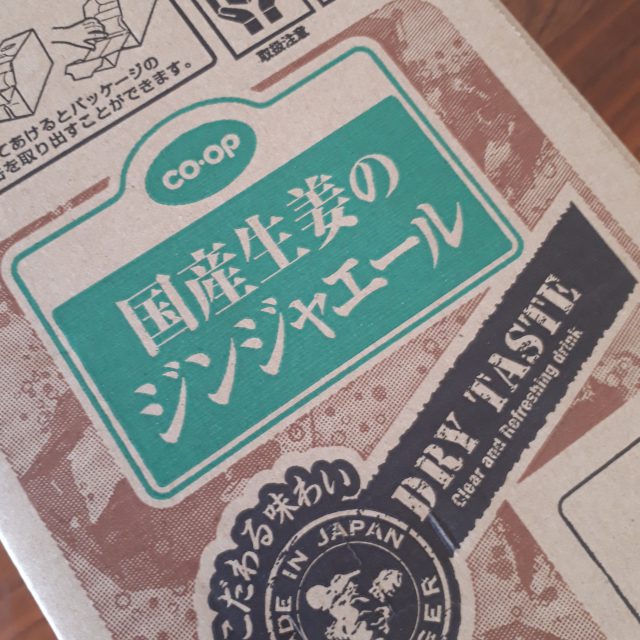 てあけるとパッケージの
を取り出すことができます。
取扱注意
CO·OP
国産生姜の
ジンジャエール
DRY TASTE
Clear and refreshing drink
こだわる味わい
DE IN JAPAN
EER